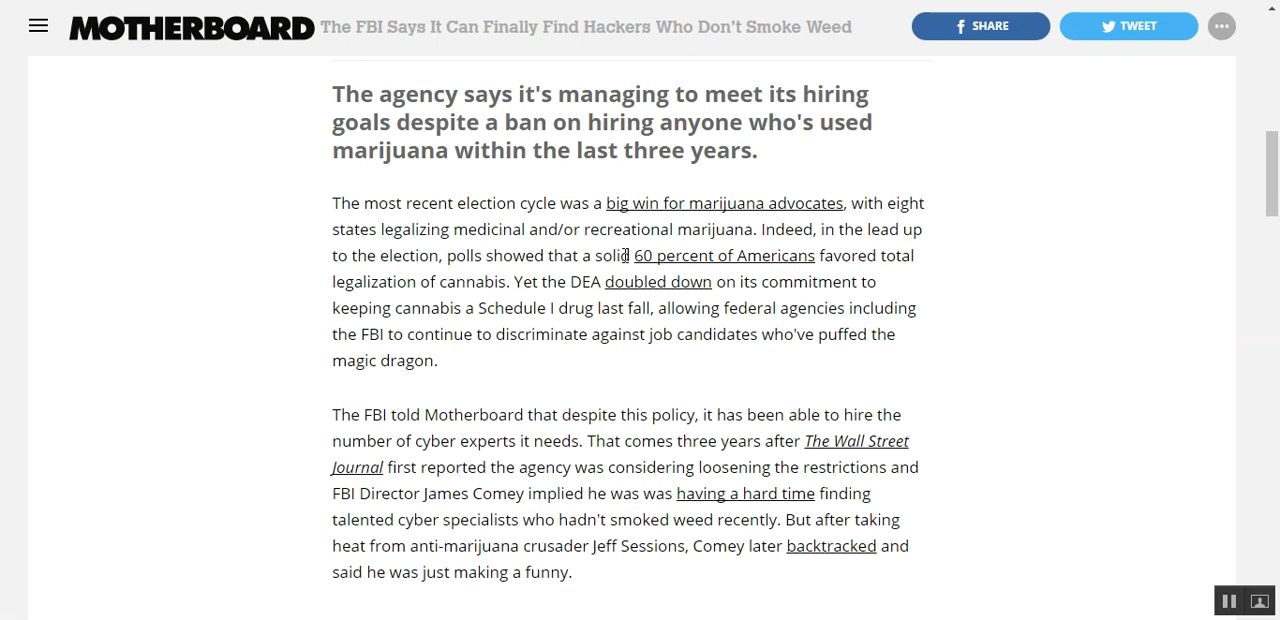 MOTHERBOARD The FBI Says It Can Finally Find Hackers Who Don't Smoke Weed SHARE TWEET
The agency says it's managing to meet its hiring
goals despite a ban on hiring anyone who's used
marijuana within the last three years.
The most recent election cycle was a big win for marijuana advocates, with eight
states legalizing medicinal and/or recreational marijuana. Indeed, in the lead up
to the election, polls showed that a solid 60 percent of Americans favored total
legalization of cannabis. Yet the DEA doubled down on its commitment to
keeping cannabis a Schedule I drug last fall, allowing federal agencies including
the FBI to continue to discriminate against job candidates who've puffed the
magic dragon.
The FBI told Motherboard that despite this policy, it has been able to hire the
number of cyber experts it needs. That comes three years after The Wall Street
Journal first reported the agency was considering loosening the restrictions and
FBI Director James Comey implied he was was having a hard time finding
talented cyber specialists who hadn't smoked weed recently. But after taking
heat from anti-marijuana crusader Jeff Sessions, Comey later backtracked and
said he was just making a funny.